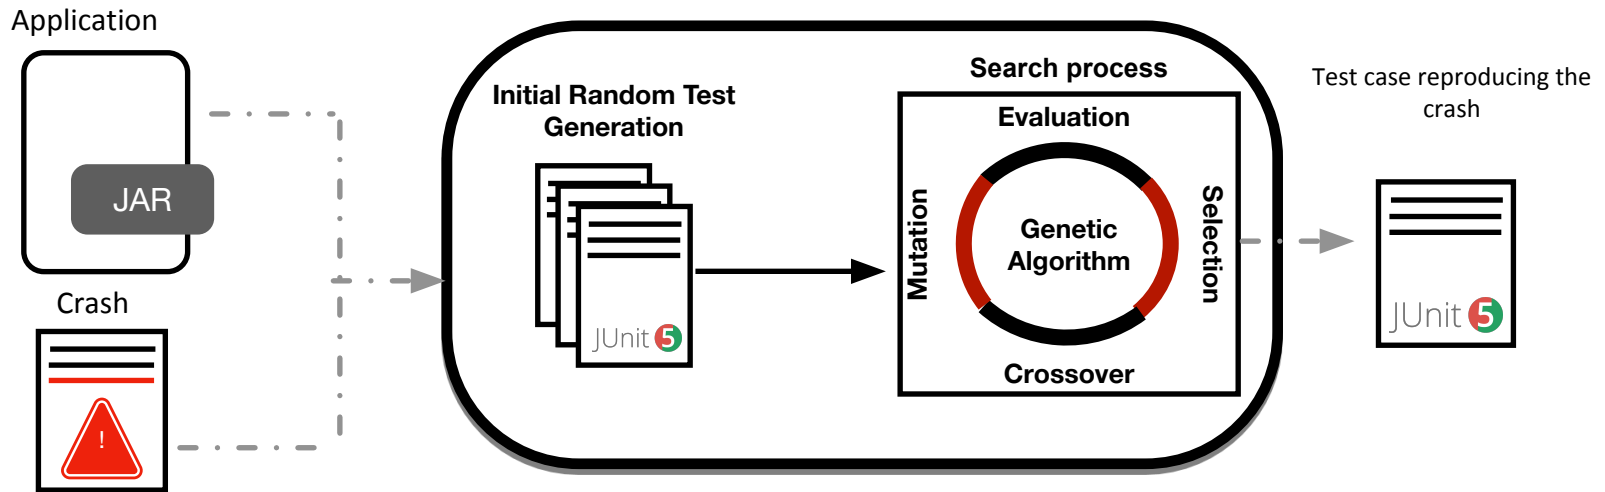 Application
JAR
Crash
!
Initial Random Test
Generation
JUnit 5
Search process
Evaluation
Mutation
Genetic
Algorithm
Selection
Crossover
Test case reproducing the
crash
JUnit 5